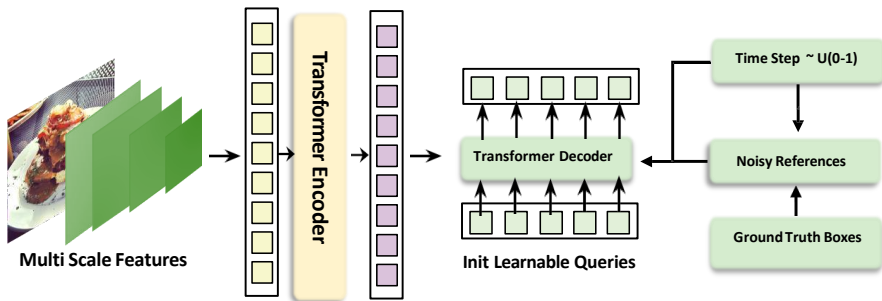 Multi Scale Features
Transformer Encoder
Transformer Decoder
Init Learnable Queries
Time Step ~ U(0-1)
Noisy References
Ground Truth Boxes